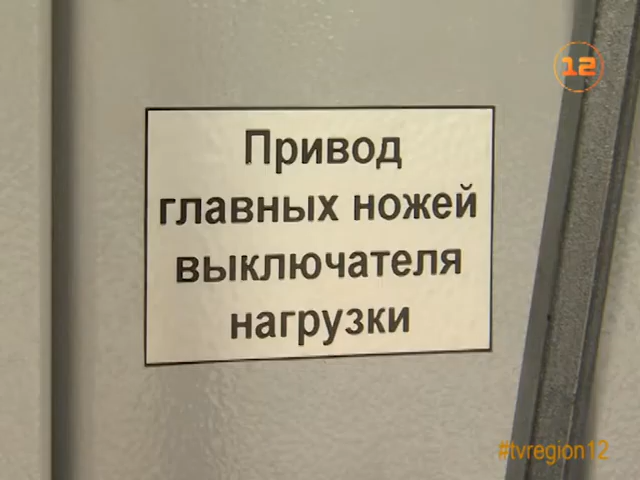 12
Привод
главных ножей
выключателя
нагрузки
#tvregion12